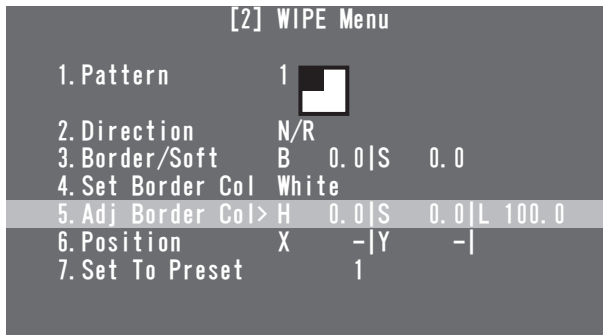 [2] WIPE Menu
1. Pattern 1
2. Direction N/R
3. Border/Soft B 0.0|S 0.0
4. Set Border Col White
5. Adj Border Col> H 0.0|S 0.0|L 100.0
6. Position X -|Y -|
7. Set To Preset 1